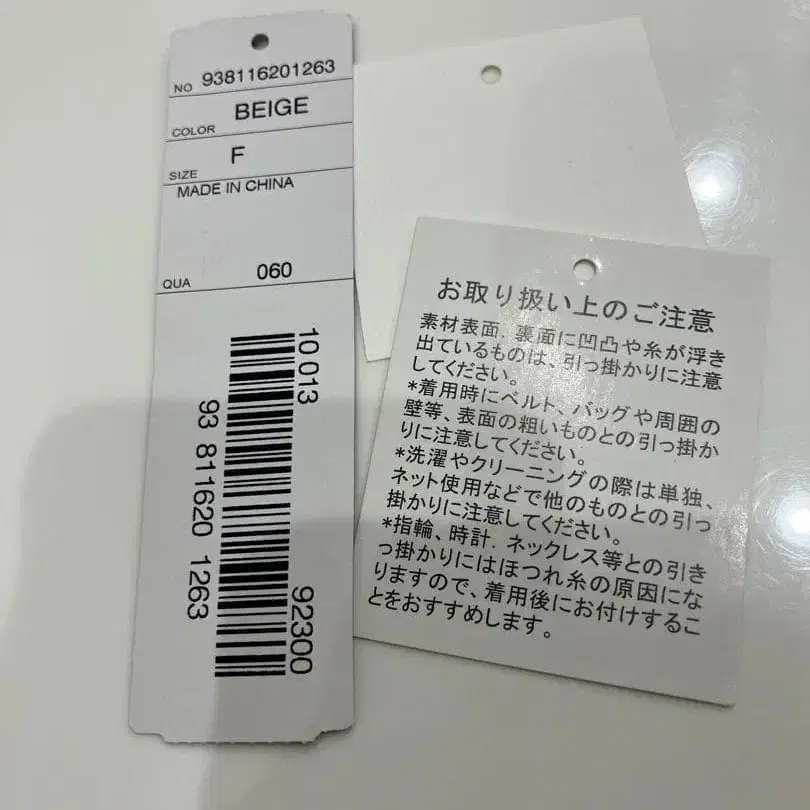 NO 938116201263
COLOR BEIGE
SIZE F
MADE IN CHINA
QUA 060
10 013
93 811620 1263
92300
お取り扱い上のご注意
素材表面. 裏面に凹凸や糸が浮き
出ているものは、引っ掛かりに注意
してください。
*着用時にベルト、バッグや周囲の
壁等、表面の粗いものとの引っ掛か
りに注意してください。
*洗濯やクリーニングの際は単独、
ネット使用などで他のものとの引っ
掛かりに注意してください。
*指輪、時計. ネックレス等との引き
っ掛かりにはほつれ糸の原因にな
りますので、着用後にお付けするこ
とをおすすめします。